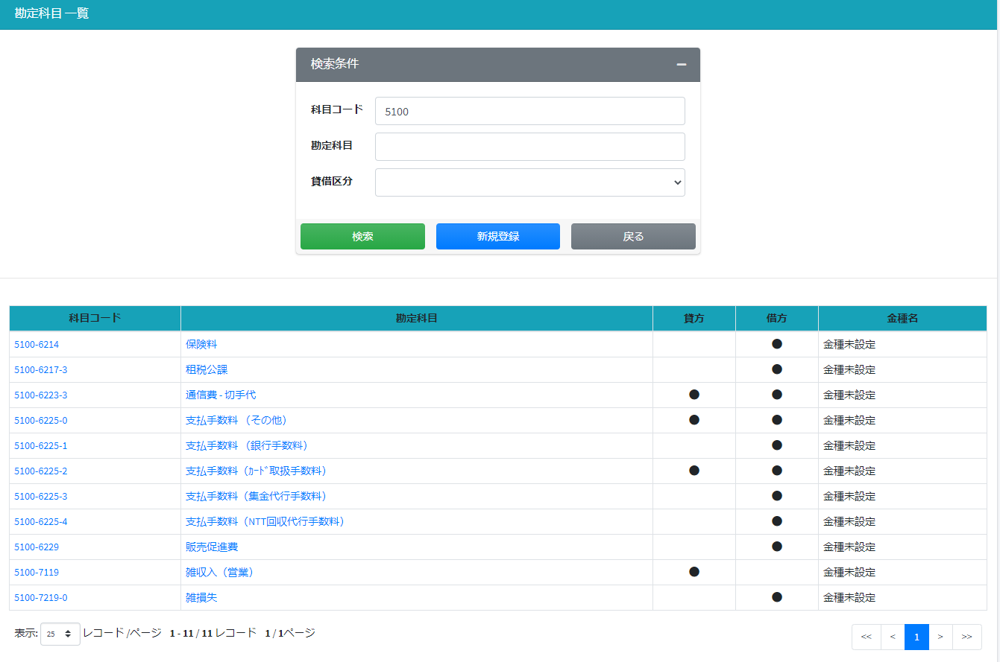 勘定科目 一覧
検索条件
科目コード 5100
勘定科目
貸借区分
検索 新規登録 戻る
科目コード 勘定科目 貸方 借方 金種名
5100-6214 保険料 ● 金種未設定
5100-6217-3 租税公課 ● 金種未設定
5100-6223-3 通信費 - 切手代 ● ● 金種未設定
5100-6225-0 支払手数料 （その他） ● ● 金種未設定
5100-6225-1 支払手数料 （銀行手数料） ● 金種未設定
5100-6225-2 支払手数料（ｶｰﾄﾞ取扱手数料） ● ● 金種未設定
5100-6225-3 支払手数料（集金代行手数料） ● 金種未設定
5100-6225-4 支払手数料（NTT回収代行手数料） ● 金種未設定
5100-6229 販売促進費 ● 金種未設定
5100-7119 雑収入（営業） ● 金種未設定
5100-7219-0 雑損失 ● 金種未設定
表示: 25 レコード /ページ 1 - 11 / 11 レコード 1 / 1ページ << < 1 > >>